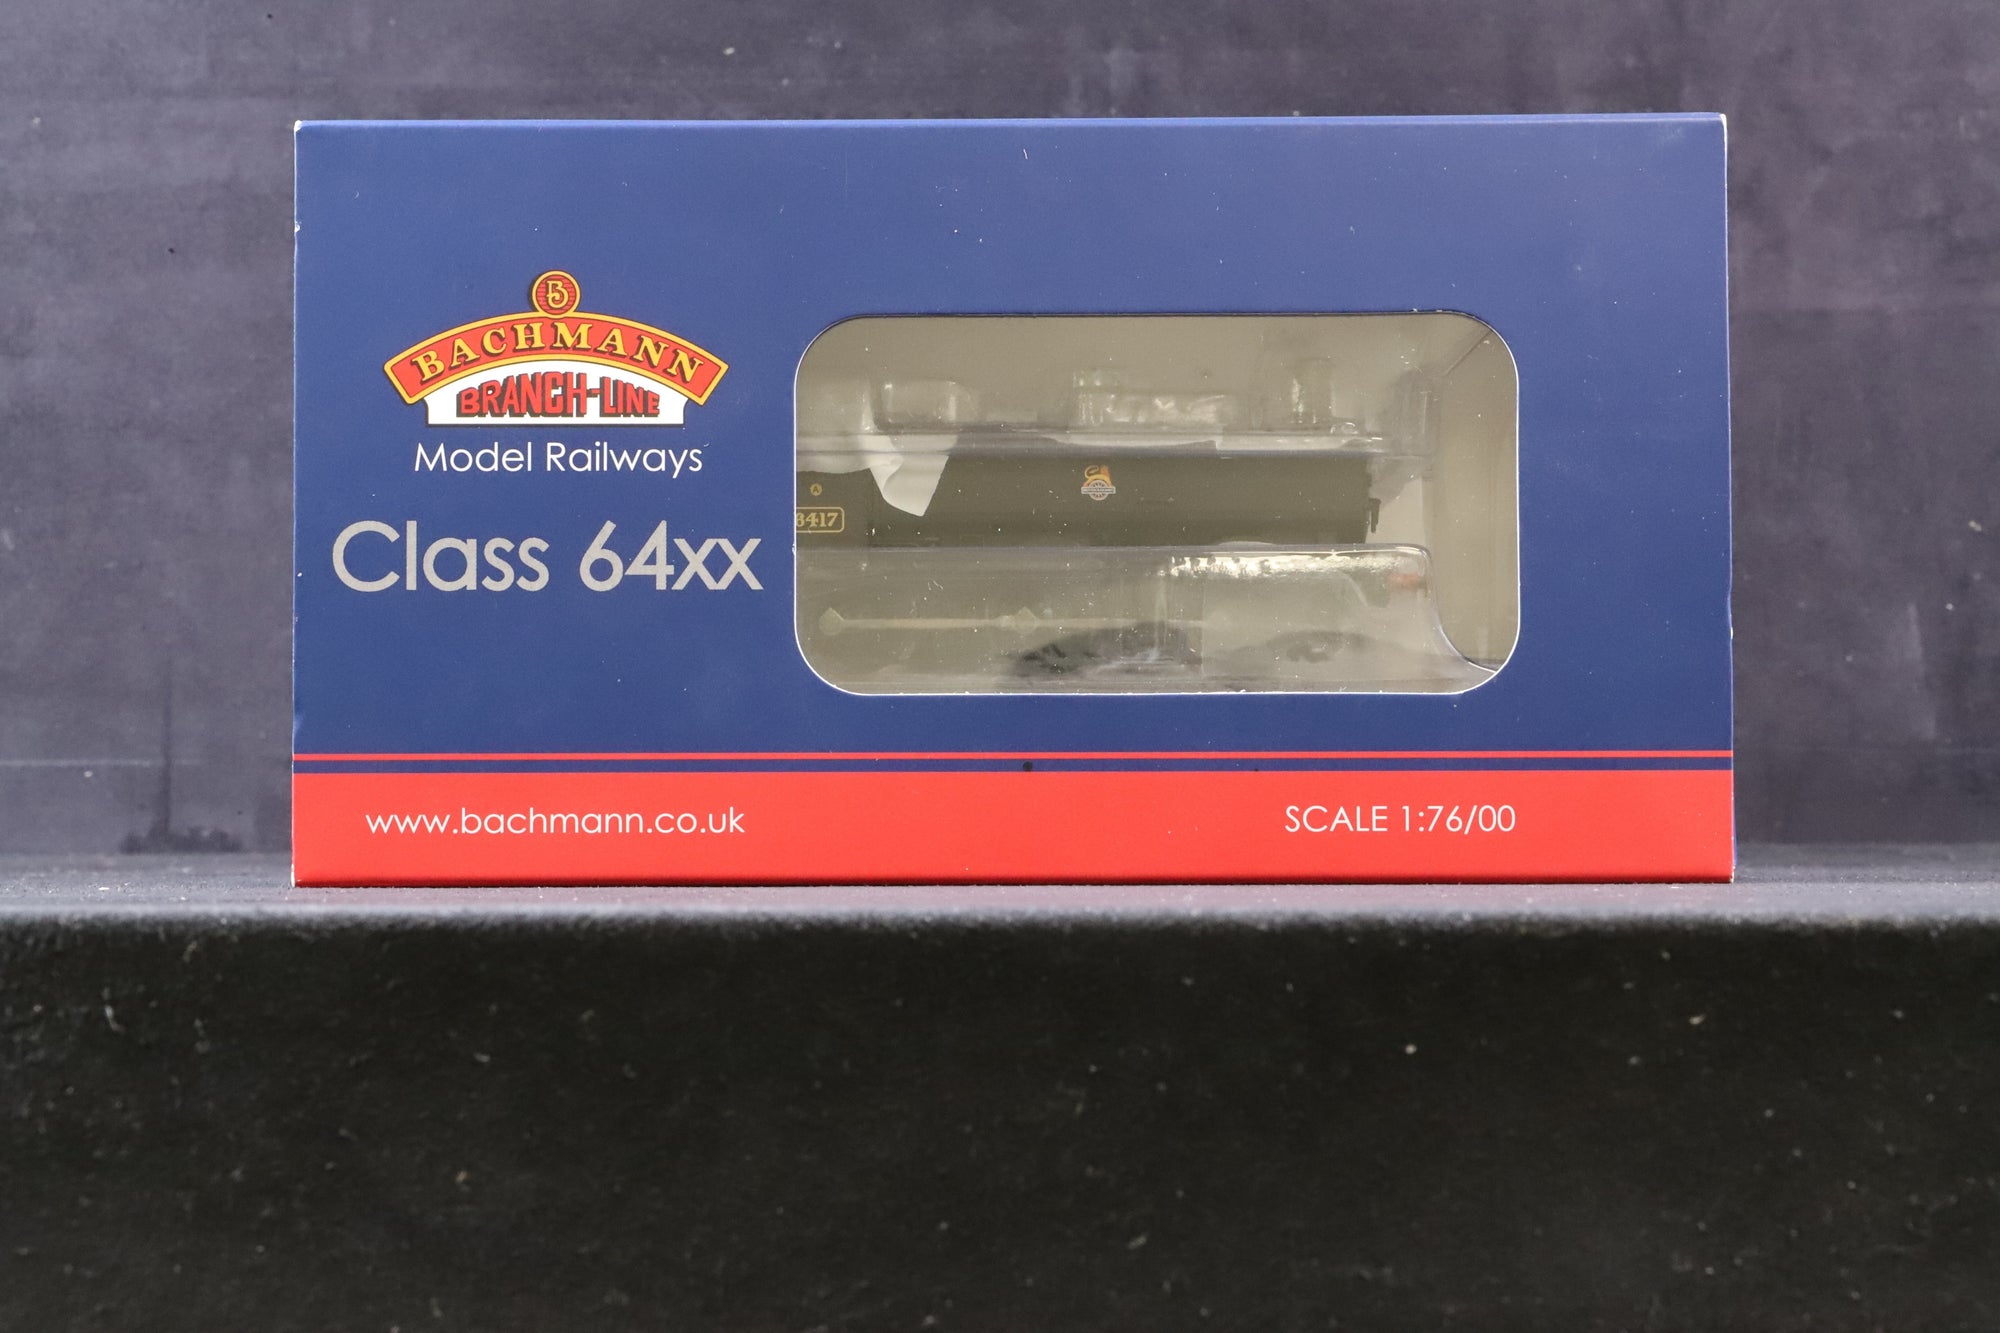 B
BACHMANN
BRANCH-LINE
Model Railways
Class 64xx
A
6417
www.bachmann.co.uk
SCALE 1:76/00